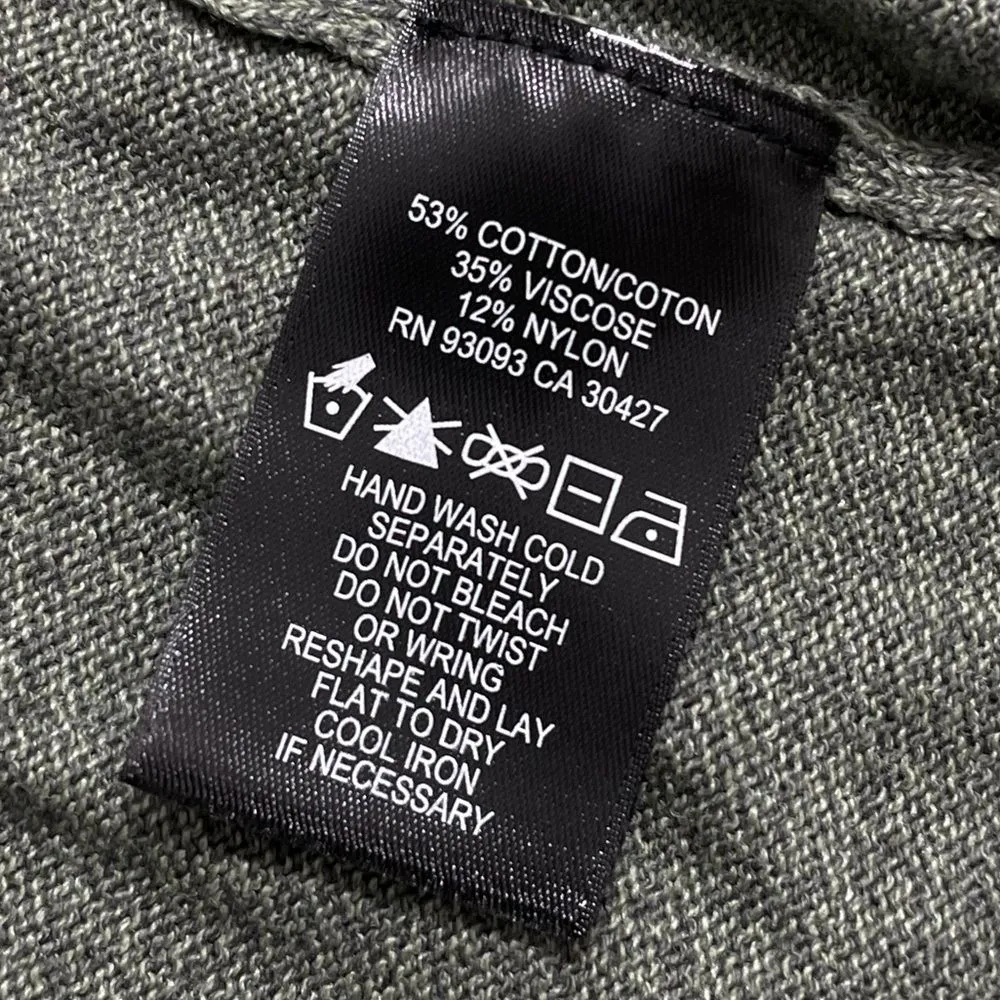 53% COTTON/COTON
35% VISCOSE
12% NYLON
RN 93093 CA 30427
HAND WASH COLD
SEPARATELY
DO NOT BLEACH
DO NOT TWIST
OR WRING
RESHAPE AND LAY
FLAT TO DRY
COOL IRON
IF NECESSARY